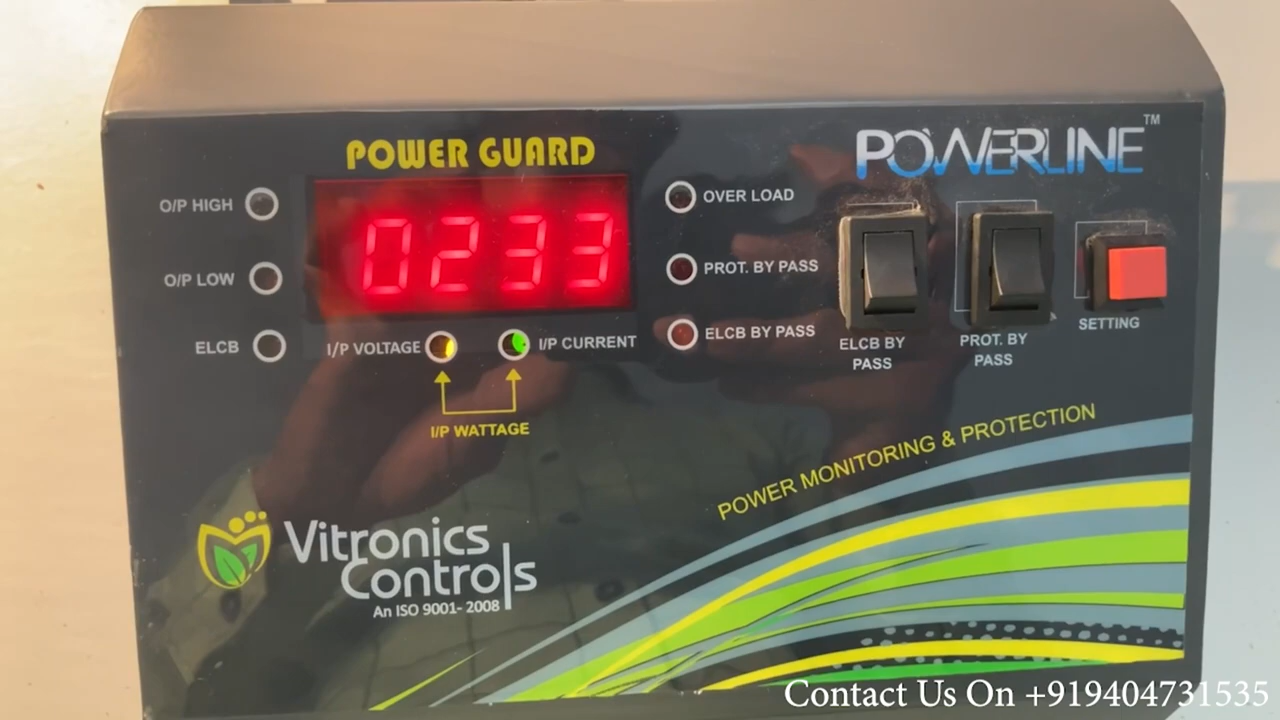 POWER GUARD
POWERLINE™
O/P HIGH
O/P LOW
ELCB
0233
I/P VOLTAGE
I/P CURRENT
I/P WATTAGE
OVER LOAD
PROT. BY PASS
ELCB BY PASS
ELCB BY
PASS
PROT. BY
PASS
SETTING
POWER MONITORING & PROTECTION
Vitronics
Controls
An ISO 9001- 2008
Contact Us On +919404731535